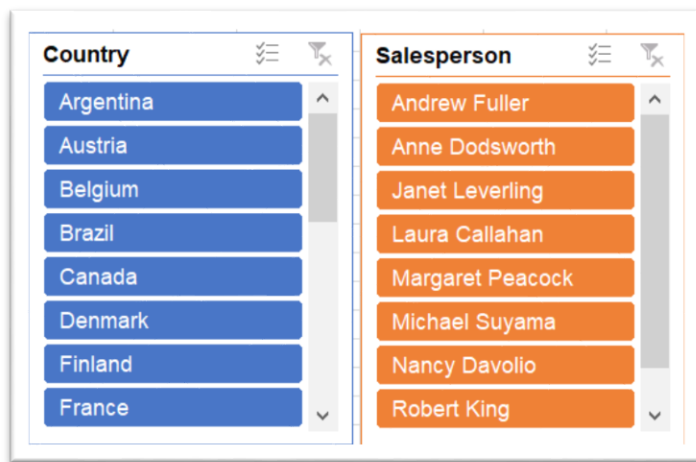 Country
Argentina
Austria
Belgium
Brazil
Canada
Denmark
Finland
France
Salesperson
Andrew Fuller
Anne Dodsworth
Janet Leverling
Laura Callahan
Margaret Peacock
Michael Suyama
Nancy Davolio
Robert King